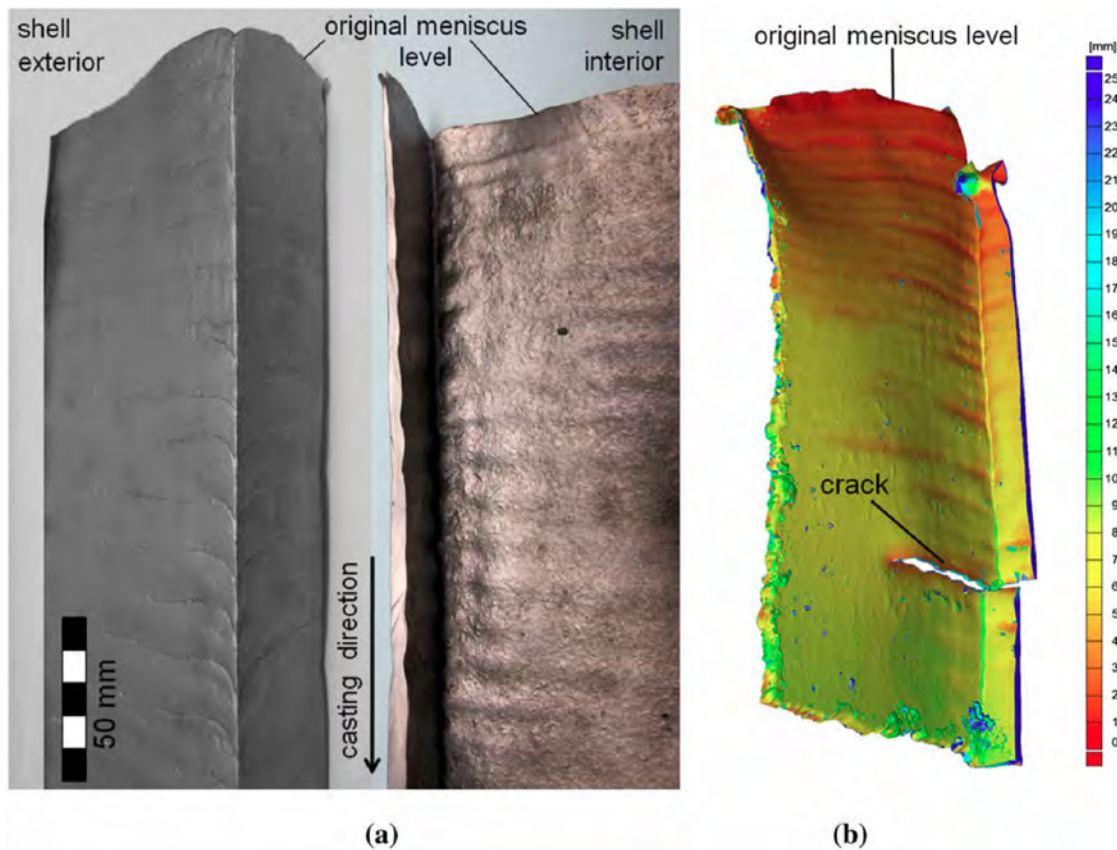 shell
exterior
original meniscus
level
shell
interior
casting direction
50 mm
(a)
original meniscus level
[mm]
25
24
23
22
21
20
19
18
17
16
15
14
13
12
11
10
9
8
7
6
5
4
3
2
1
0
crack
(b)